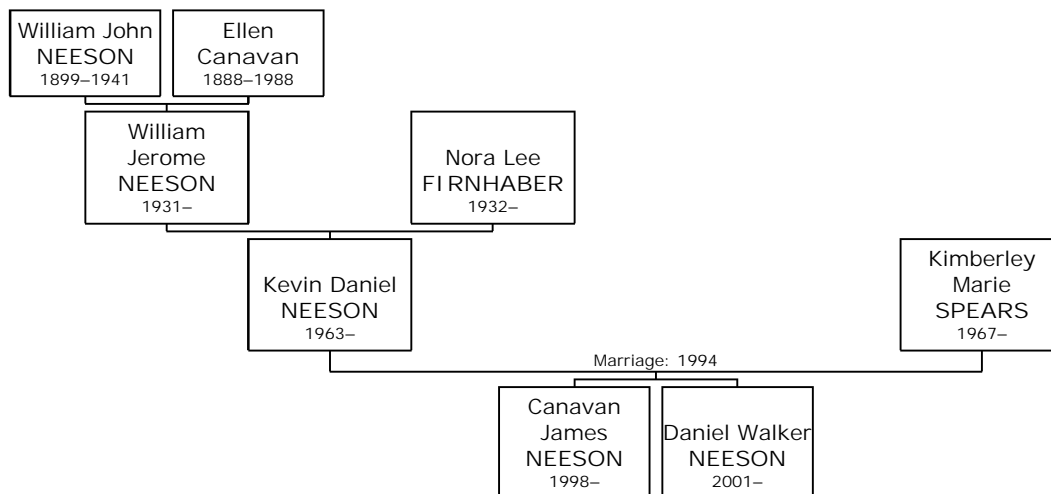 William John
NEESON
1899–1941
Ellen
Canavan
1888–1988
William
Jerome
NEESON
1931–
Nora Lee
FIRNHABER
1932–
Kevin Daniel
NEESON
1963–
Kimberley
Marie
SPEARS
1967–
Marriage: 1994
Canavan
James
NEESON
1998–
Daniel Walker
NEESON
2001–